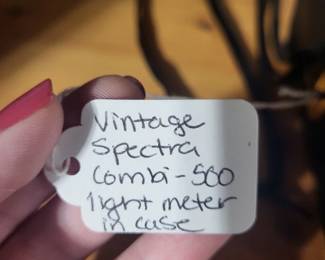 Vintage
Spectra
Combi-500
light meter
in case